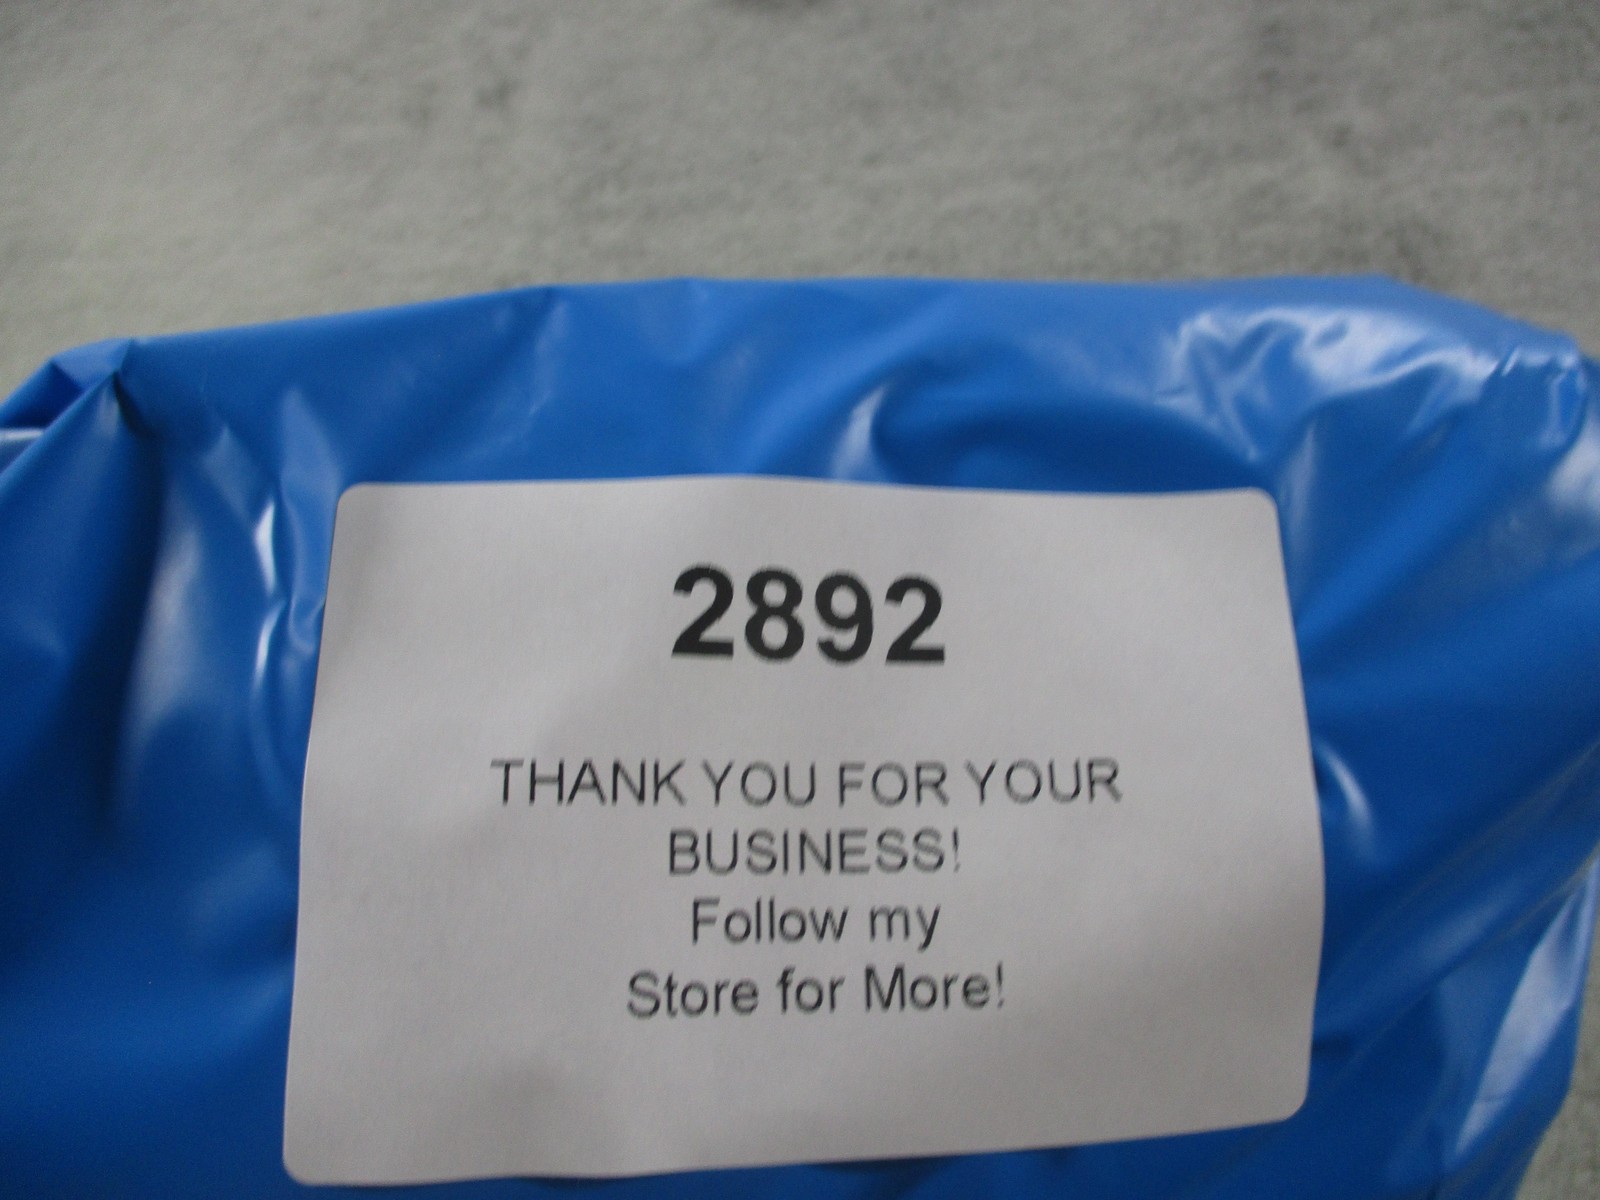 2892
THANK YOU FOR YOUR
BUSINESS!
Follow my
Store for More!